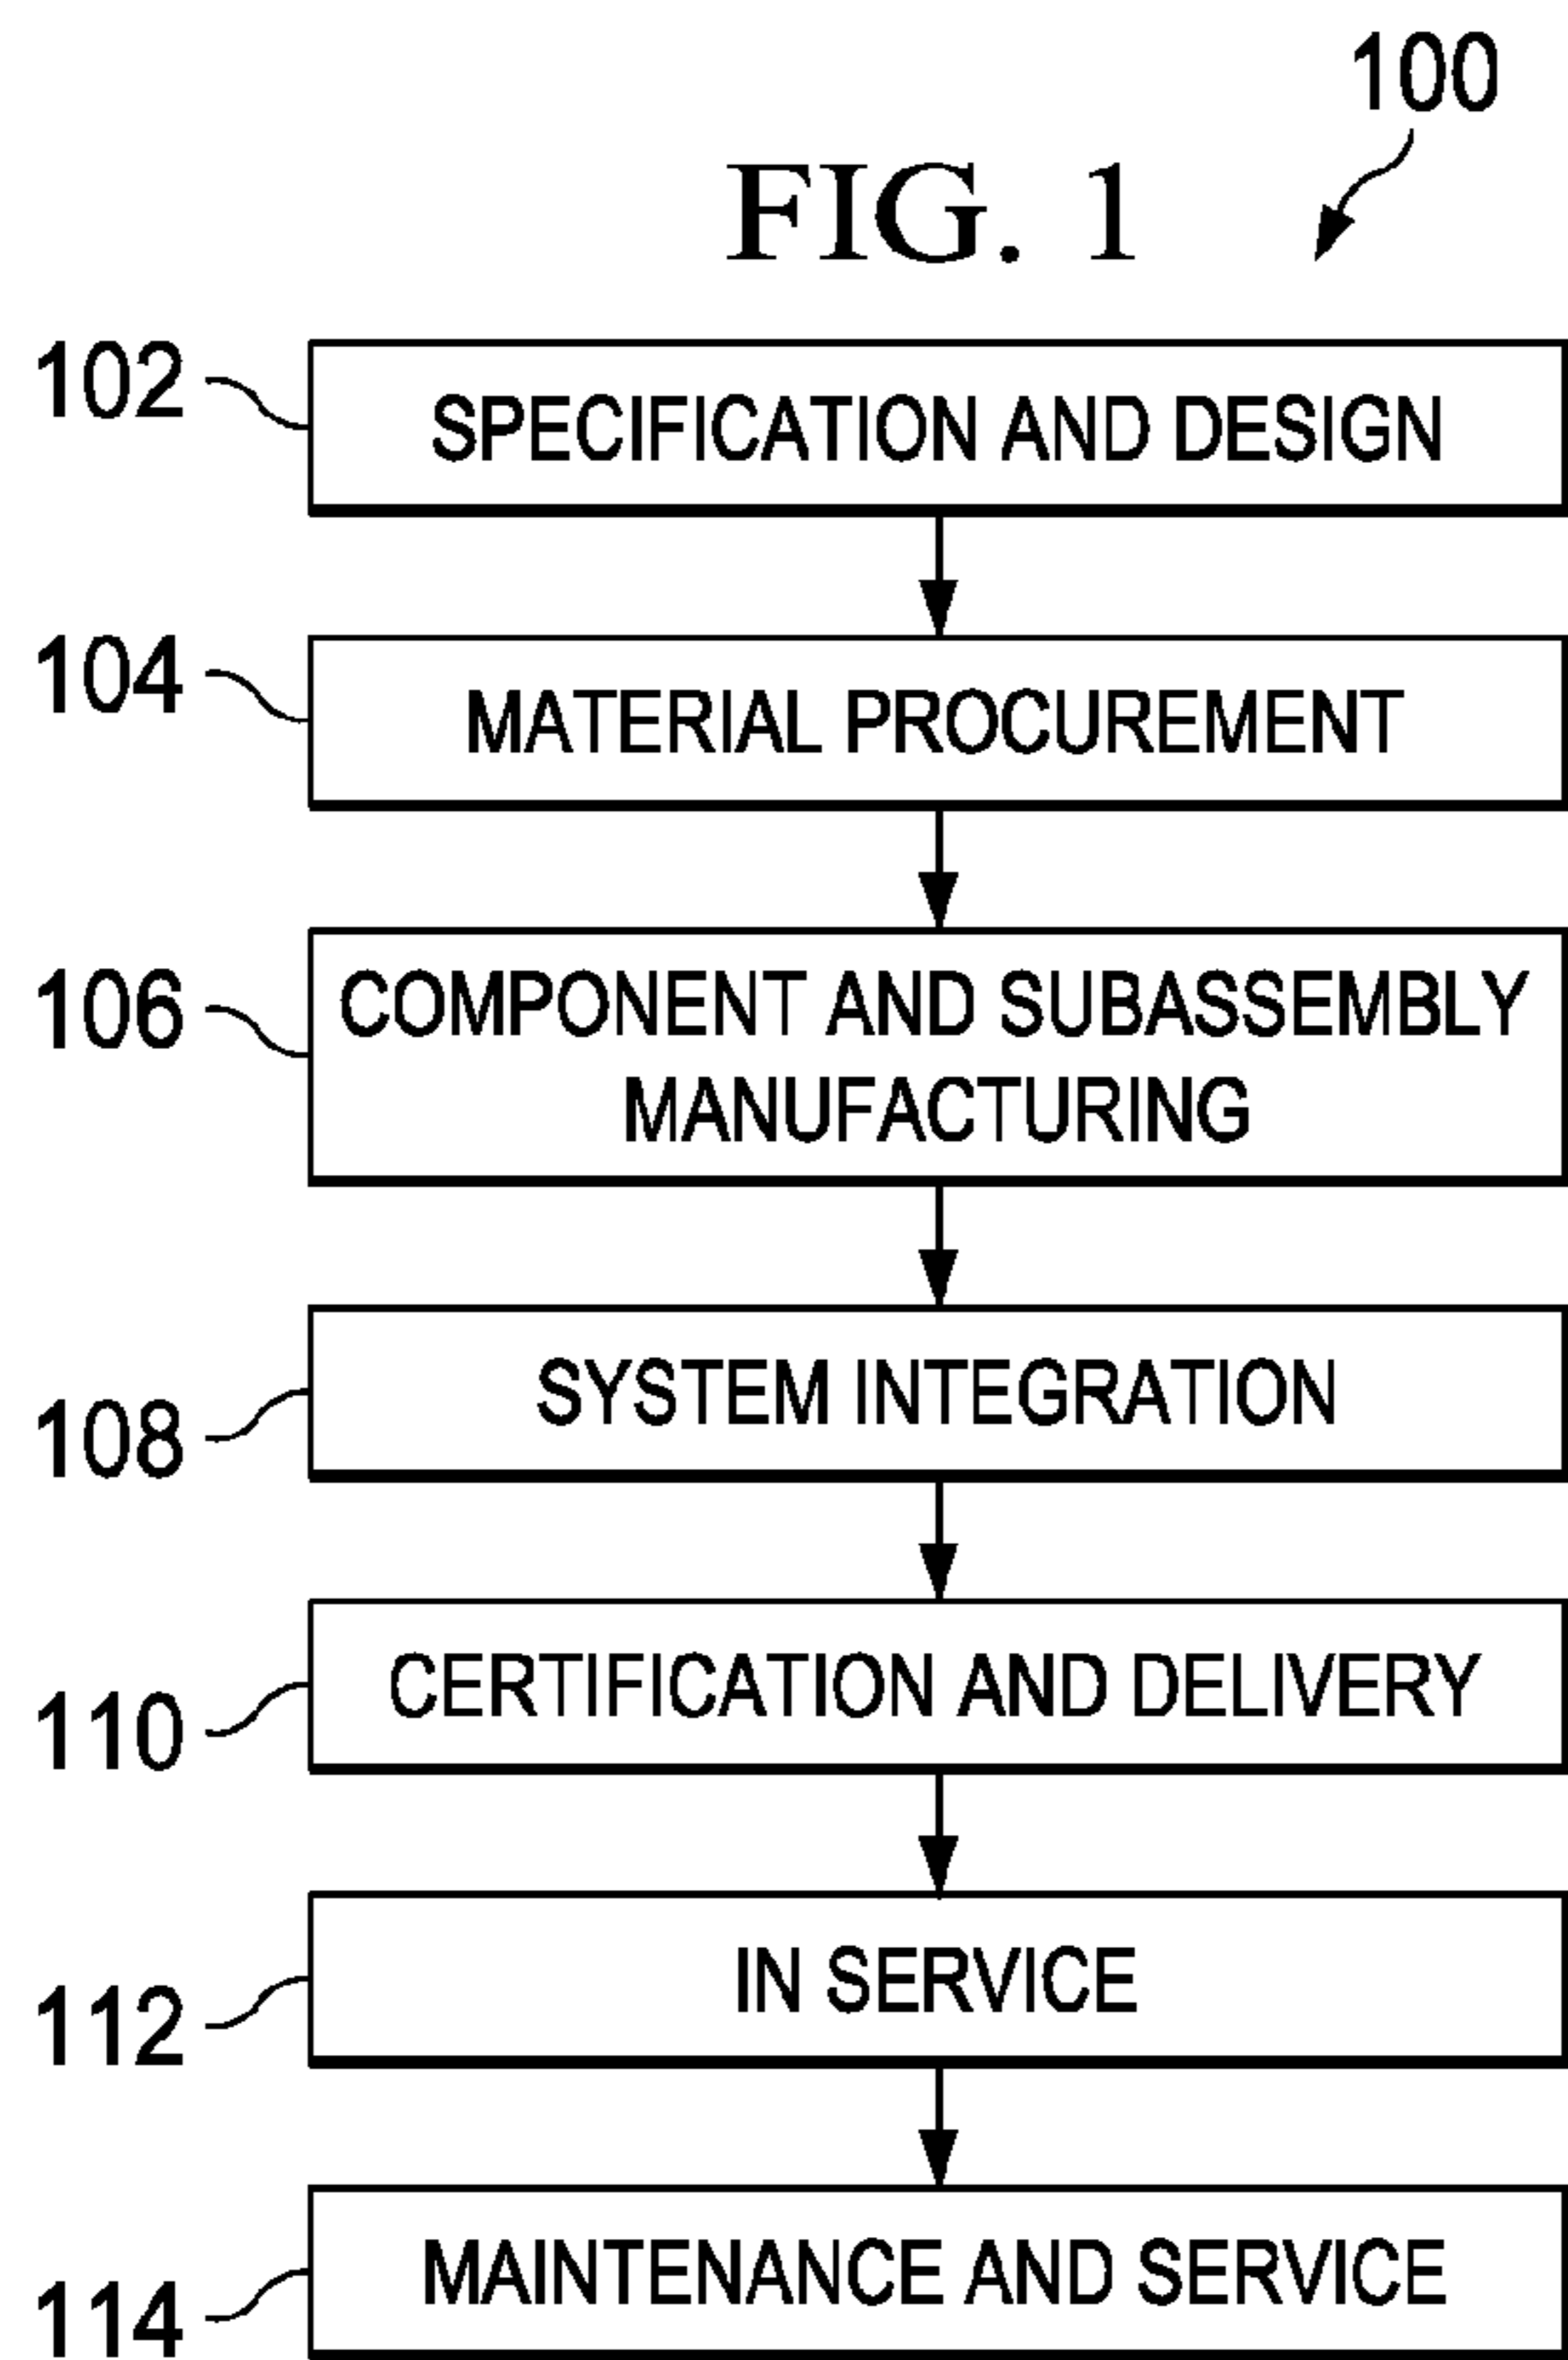 100
FIG. 1
102
SPECIFICATION AND DESIGN
104
MATERIAL PROCUREMENT
106
COMPONENT AND SUBASSEMBLY
MANUFACTURING
108
SYSTEM INTEGRATION
110
CERTIFICATION AND DELIVERY
112
IN SERVICE
114
MAINTENANCE AND SERVICE